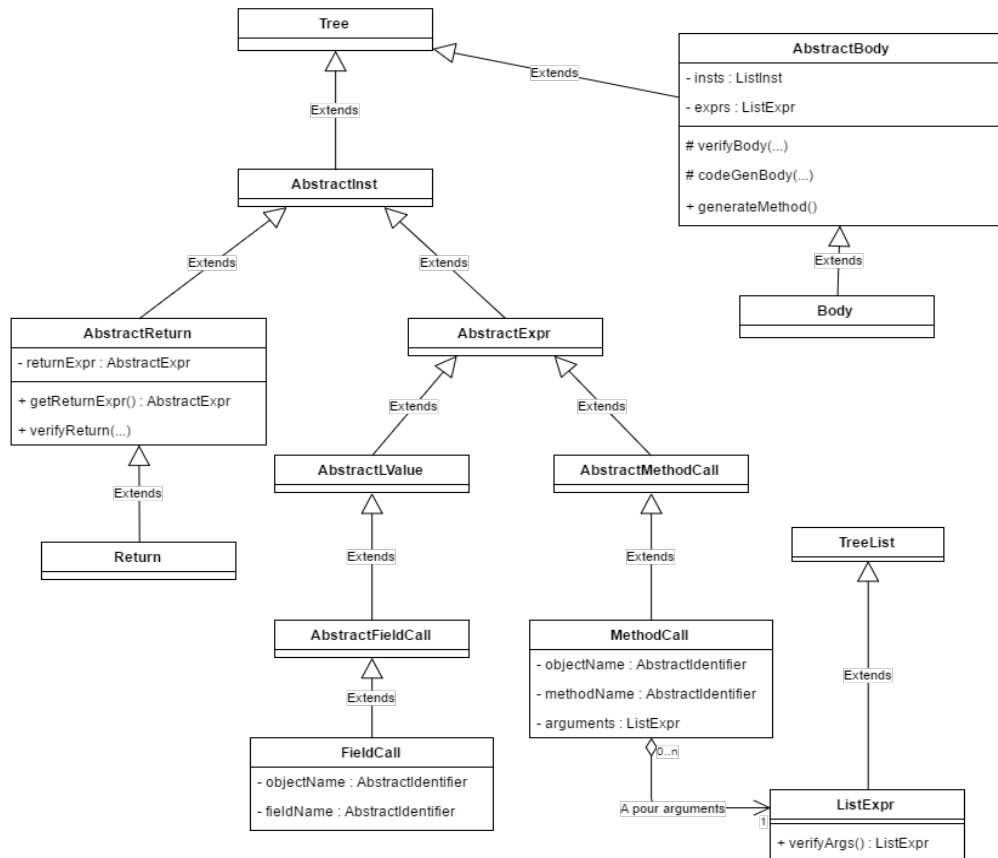 Tree
AbstractBody
- insts : ListInst
- exprs : ListExpr
# verifyBody(...)
# codeGenBody(...)
+ generateMethod()
Extends
Extends
AbstractInst
Extends
Extends
Extends
Body
AbstractReturn
- returnExpr : AbstractExpr
+ getReturnExpr() : AbstractExpr
+ verifyReturn(...)
AbstractExpr
Extends
Extends
AbstractLValue
AbstractMethodCall
Extends
Return
Extends
Extends
TreeList
AbstractFieldCall
MethodCall
- objectName : AbstractIdentifier
- methodName : AbstractIdentifier
- arguments : ListExpr
Extends
Extends
FieldCall
- objectName : AbstractIdentifier
- fieldName : AbstractIdentifier
0..n
A pour arguments
1
ListExpr
+ verifyArgs() : ListExpr